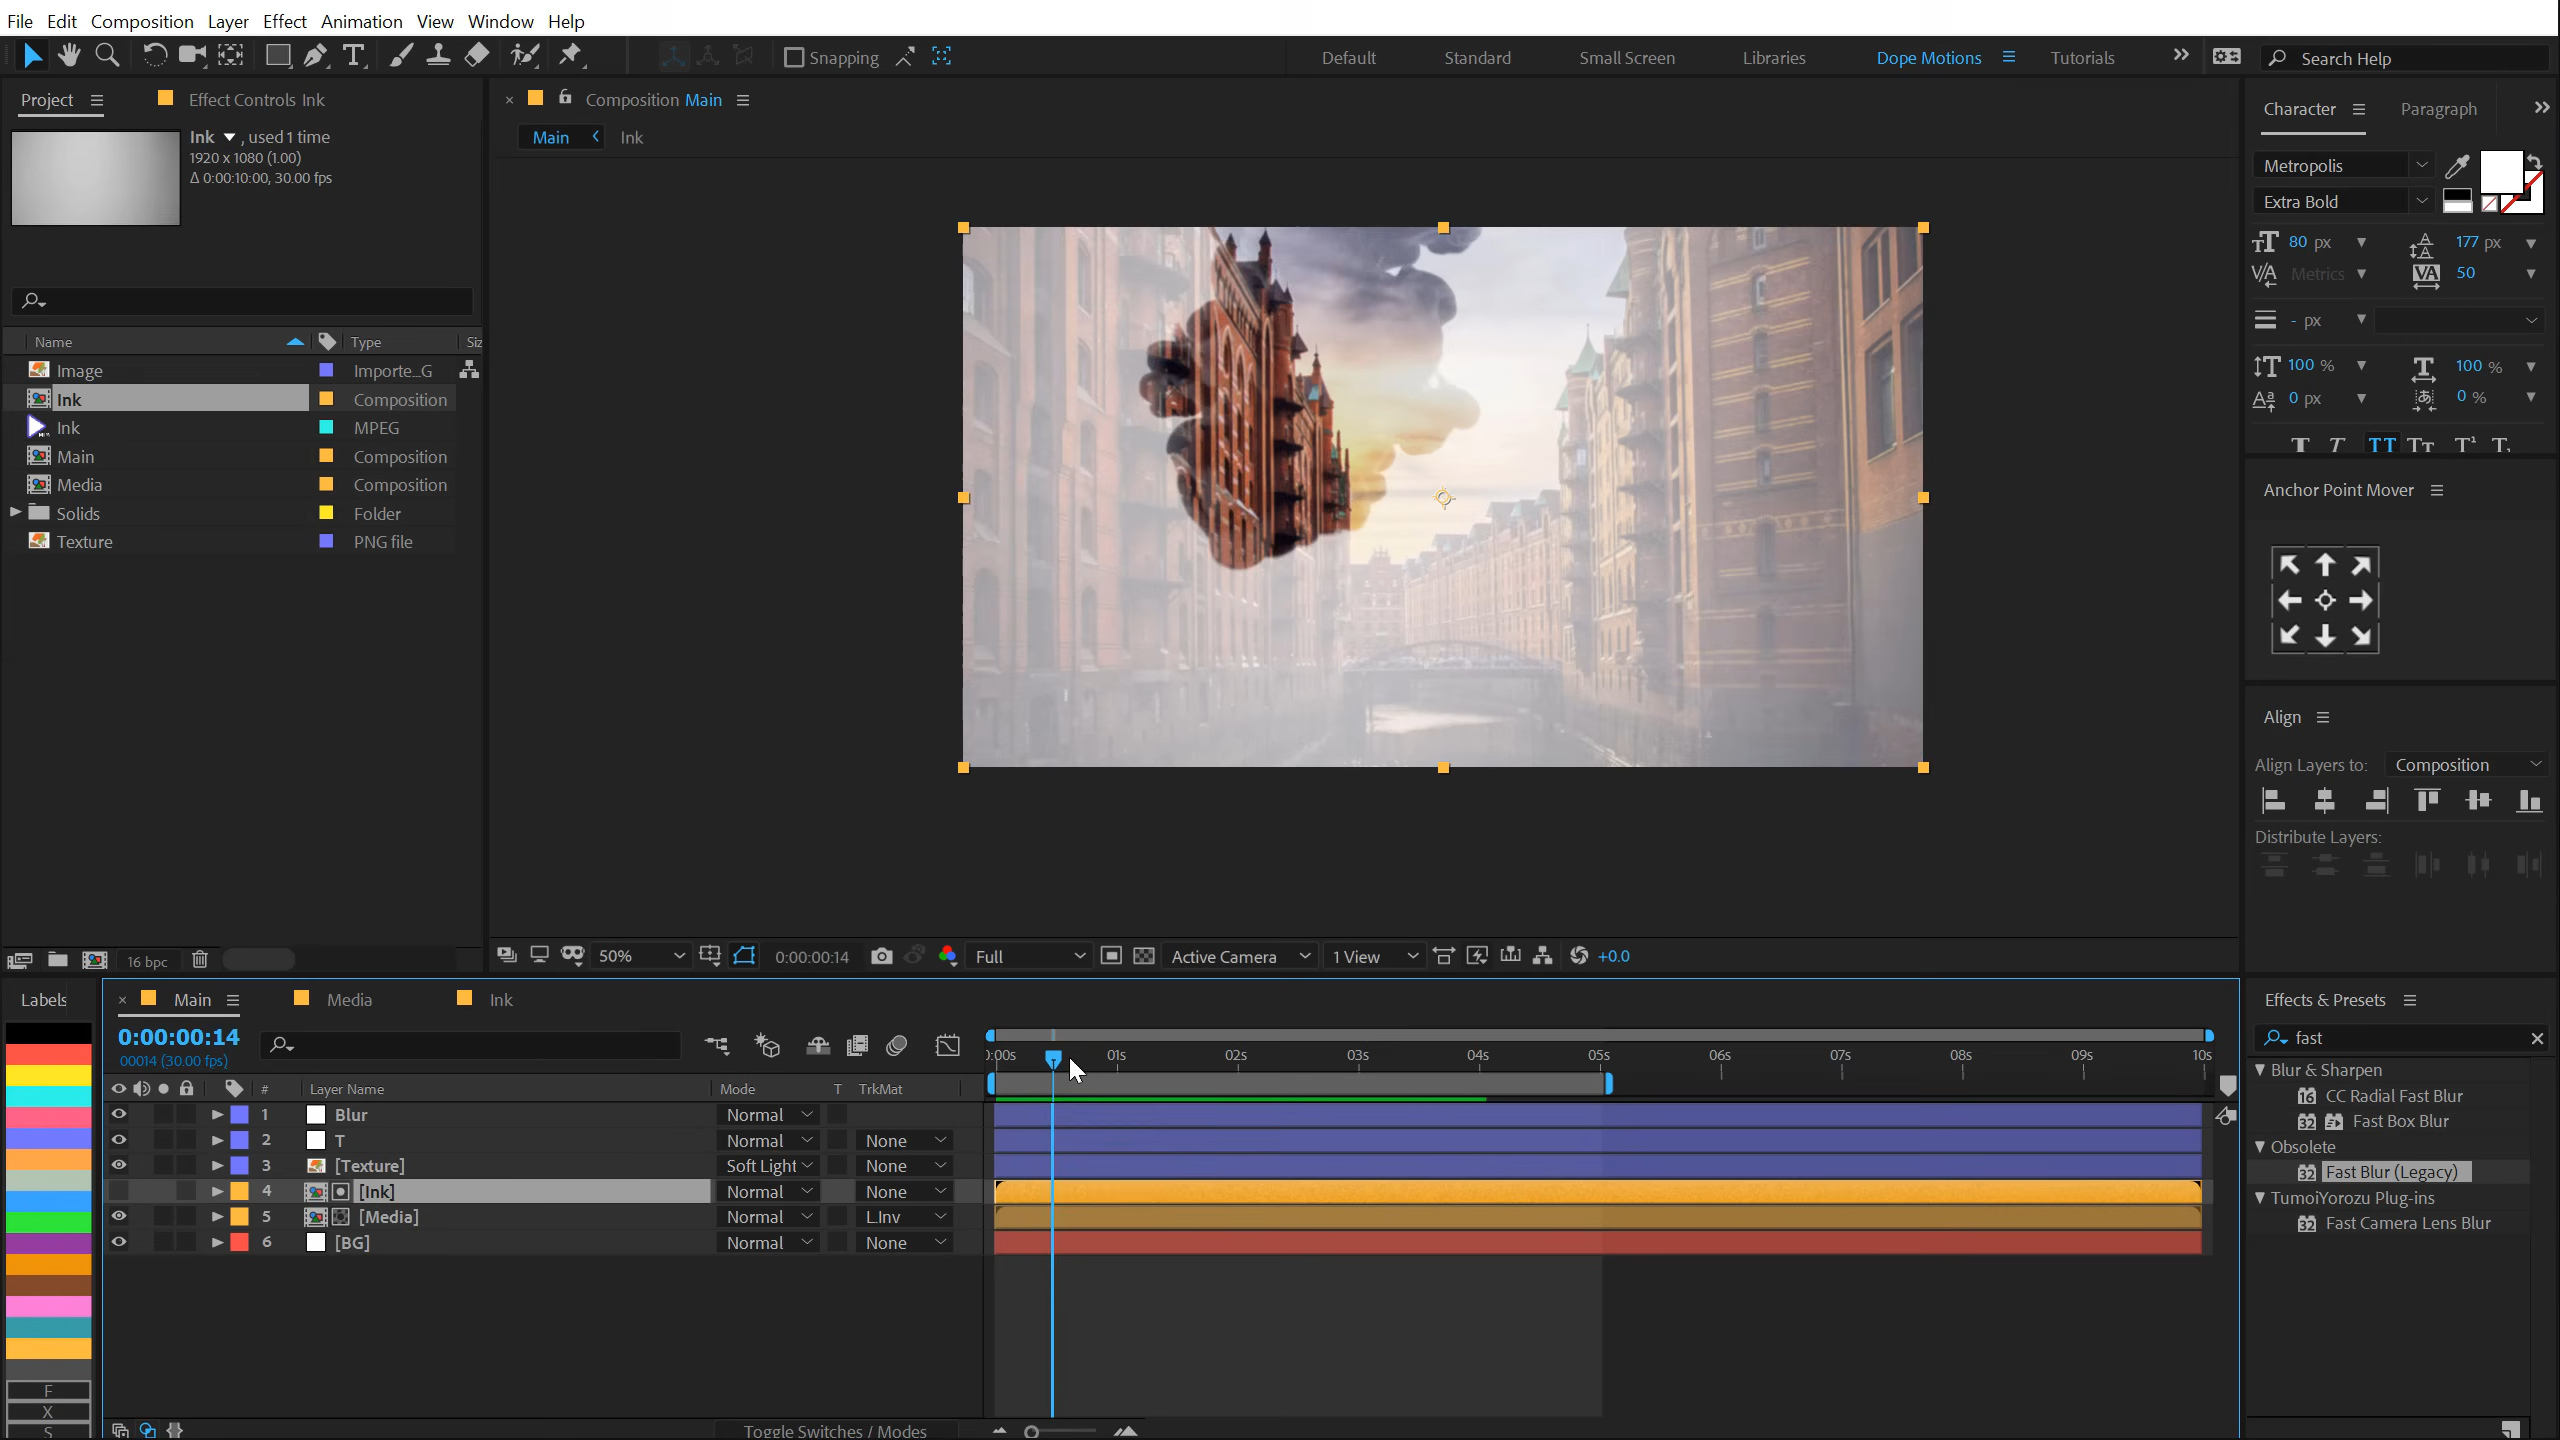 File Edit Composition Layer Effect Animation View Window Help
Snapping
Default Standard Small Screen Libraries Dope Motions Tutorials
Search Help
Project
Effect Controls Ink
Ink , used 1 time
1920 x 1080 (1.00)
Δ 0:00:10:00, 30.00 fps
Name Type Siz
Image Importe...G
Ink Composition
Ink MPEG
Main Composition
Media Composition
Solids Folder
Texture PNG file
16 bpc
Composition Main
Main Ink
50% 0:00:00:14 Full Active Camera 1 View +0.0
Character Paragraph
Metropolis
Extra Bold
80 px 177 px
Metrics 50
- px
100 % 100 %
0 px 0 %
Anchor Point Mover
Align
Align Layers to: Composition
Distribute Layers:
Labels
F
X
S
Main Media Ink
0:00:00:14
00014 (30.00 fps)
# Layer Name Mode T TrkMat
1 Blur Normal
2 T Normal None
3 [Texture] Soft Light None
4 [Ink] Normal None
5 [Media] Normal L.Inv
6 [BG] Normal None
Toggle Switches / Modes
:00s 01s 02s 03s 04s 05s 06s 07s 08s 09s 10s
Effects & Presets
fast
Blur & Sharpen
16 CC Radial Fast Blur
32 Fast Box Blur
Obsolete
32 Fast Blur (Legacy)
TumoiYorozu Plug-ins
32 Fast Camera Lens Blur